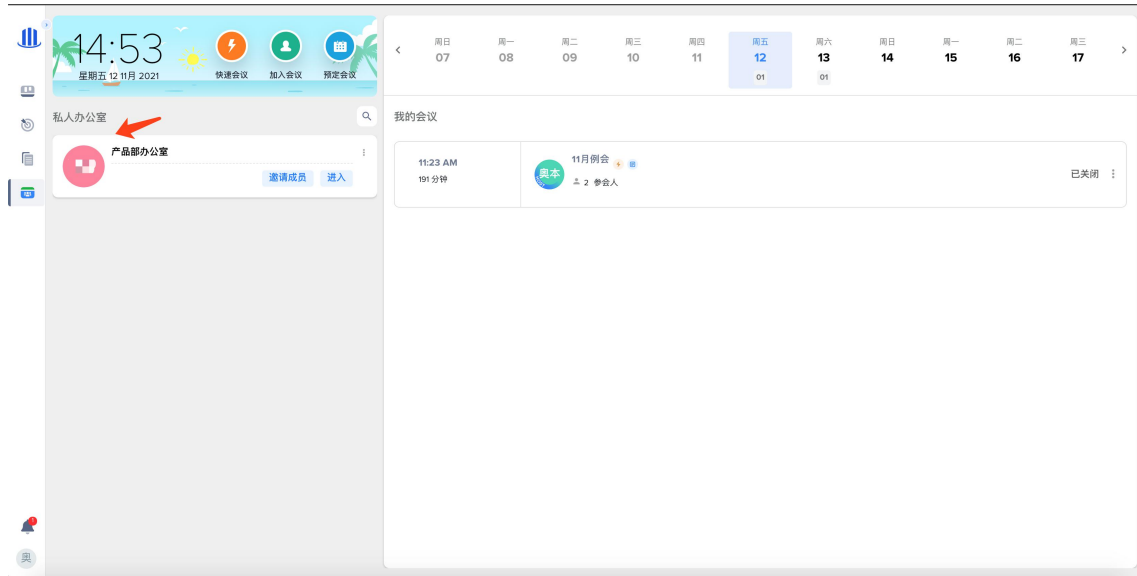 14:53
星期五 12 11月 2021
快速会议
加入会议
预定会议
私人办公室
产品部办公室
邀请成员
进入
奥
周日 周一 周二 周三 周四 周五 周六 周日 周一 周二 周三
07 08 09 10 11 12 13 14 15 16 17
01 01
我的会议
11:23 AM
191 分钟
奥本
11月例会
2 参会人
已关闭